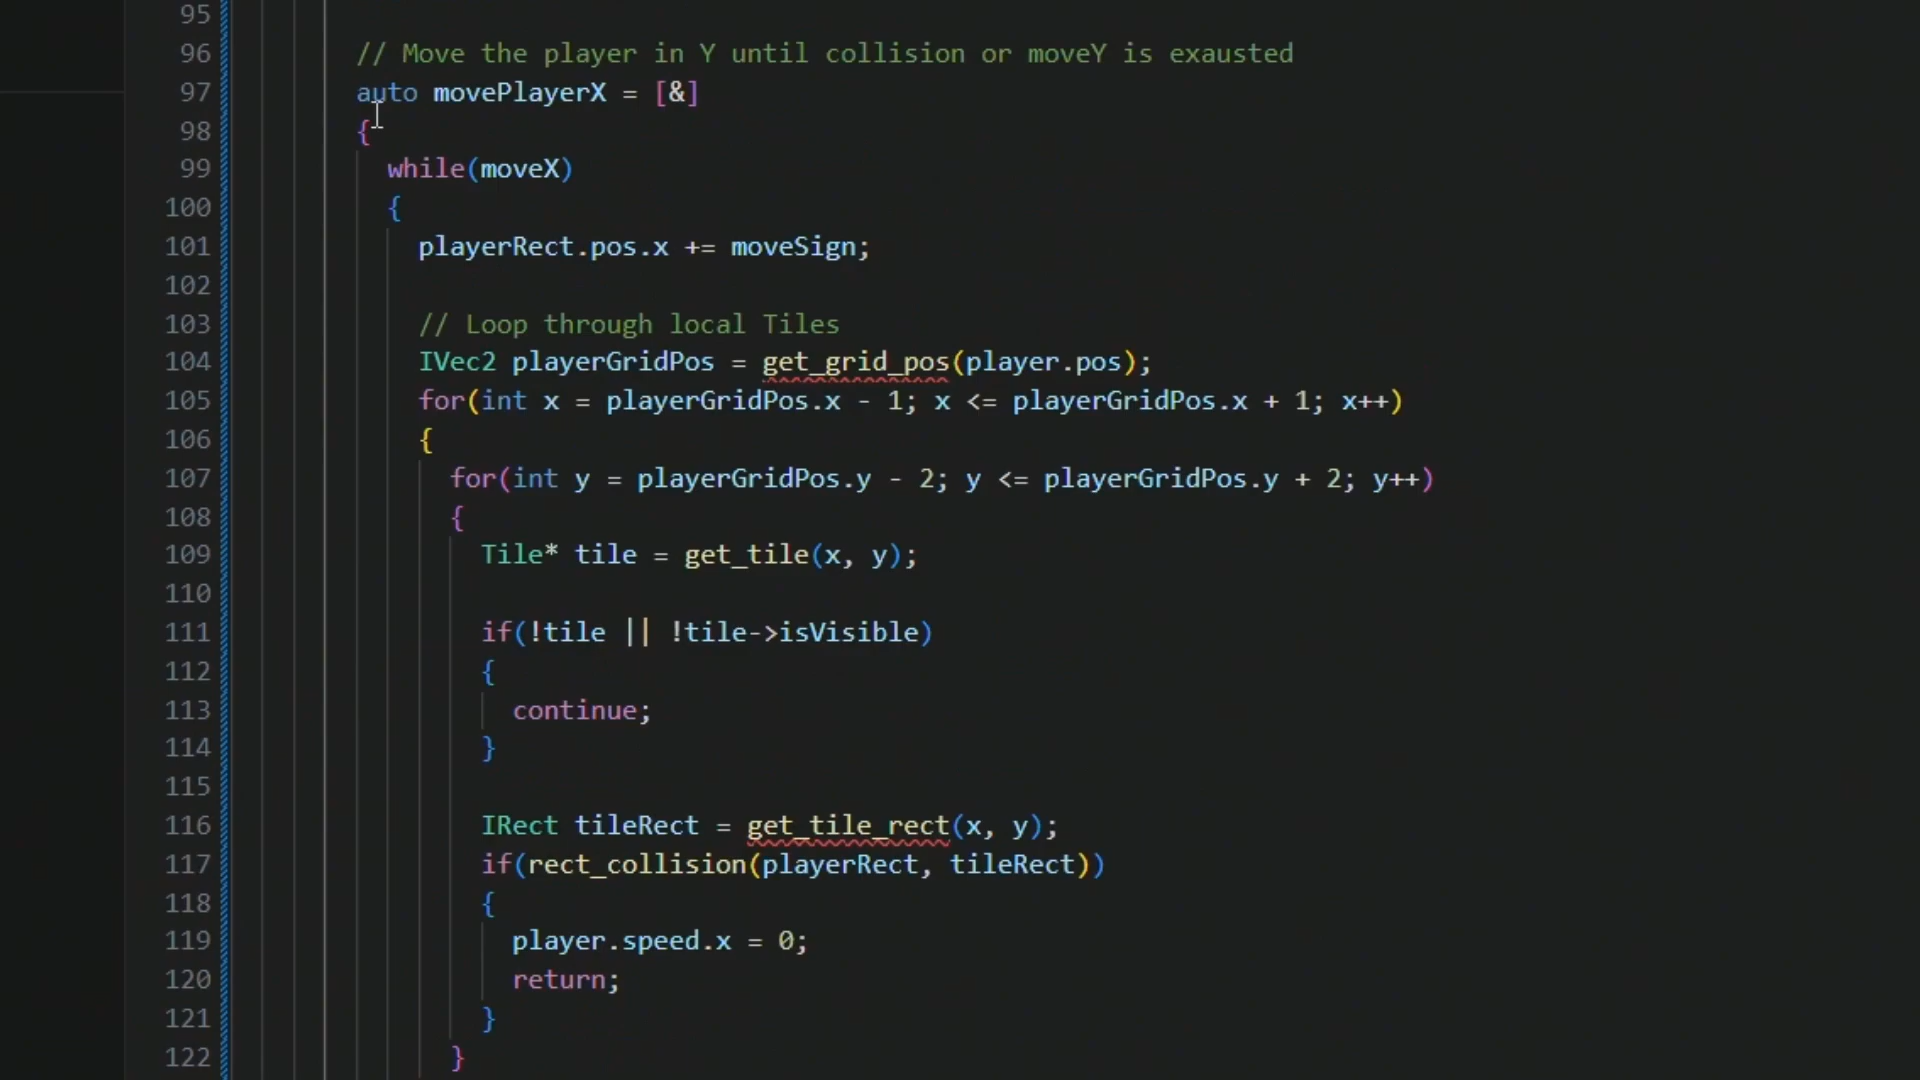 95
96 // Move the player in Y until collision or moveY is exausted
97 auto movePlayerX = [&]
98 {
99 while(moveX)
100 {
101 playerRect.pos.x += moveSign;
102
103 // Loop through local Tiles
104 IVec2 playerGridPos = get_grid_pos(player.pos);
105 for(int x = playerGridPos.x - 1; x <= playerGridPos.x + 1; x++)
106 {
107 for(int y = playerGridPos.y - 2; y <= playerGridPos.y + 2; y++)
108 {
109 Tile* tile = get_tile(x, y);
110
111 if(!tile || !tile->isVisible)
112 {
113 continue;
114 }
115
116 IRect tileRect = get_tile_rect(x, y);
117 if(rect_collision(playerRect, tileRect))
118 {
119 player.speed.x = 0;
120 return;
121 }
122 }